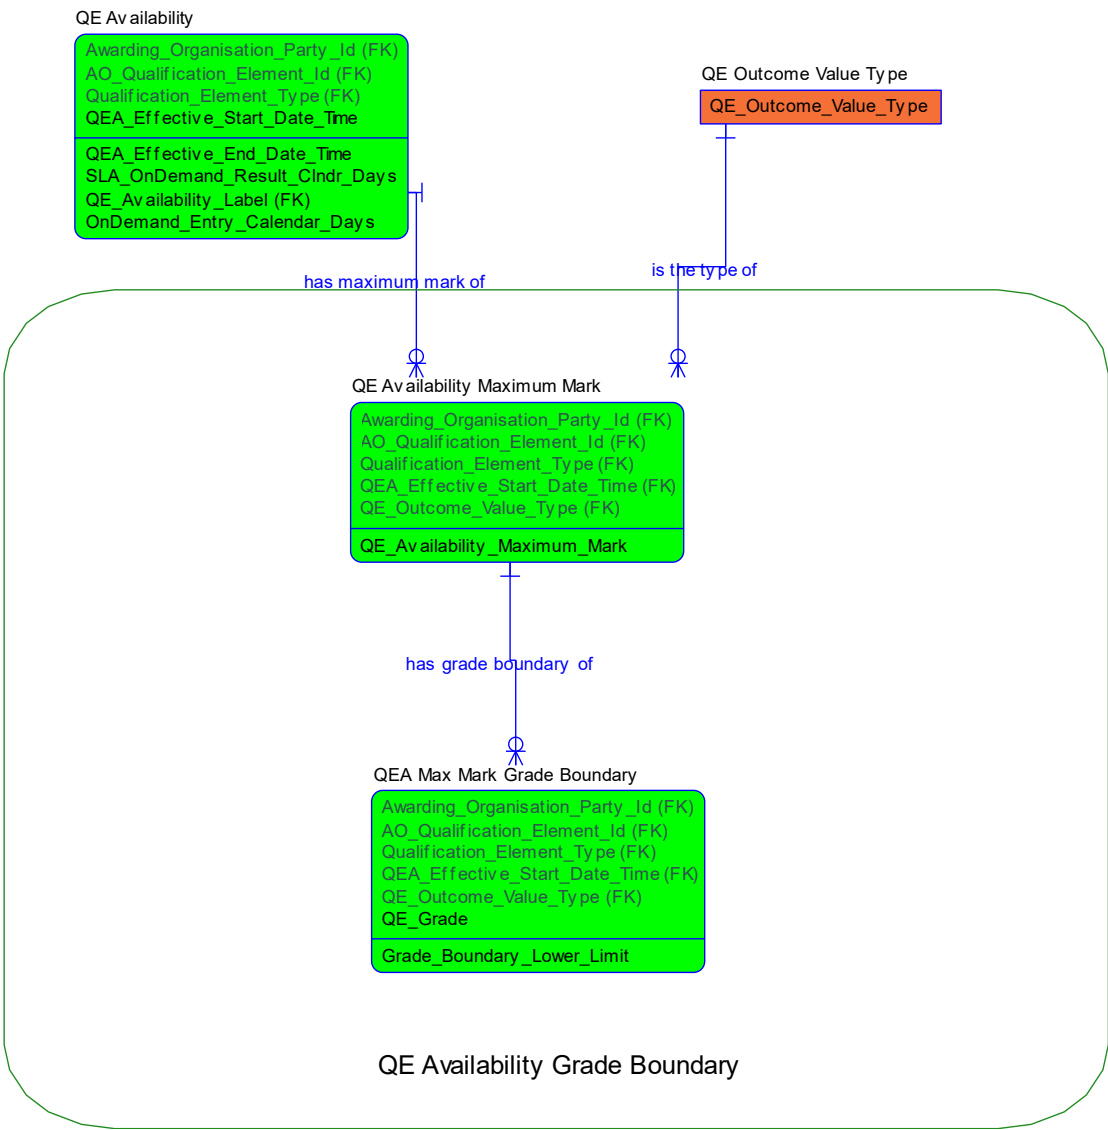 QE Availability
Awarding_Organisation_Party_Id (FK)
AO_Qualification_Element_Id (FK)
Qualification_Element_Type (FK)
QEA_Effective_Start_Date_Time
QEA_Effective_End_Date_Time
SLA_OnDemand_Result_Clndr_Days
QE_Availability_Label (FK)
OnDemand_Entry_Calendar_Days
QE Outcome Value Type
QE_Outcome_Value_Type
has maximum mark of
is the type of
QE Availability Maximum Mark
Awarding_Organisation_Party_Id (FK)
AO_Qualification_Element_Id (FK)
Qualification_Element_Type (FK)
QEA_Effective_Start_Date_Time (FK)
QE_Outcome_Value_Type (FK)
QE_Availability_Maximum_Mark
has grade boundary of
QEA Max Mark Grade Boundary
Awarding_Organisation_Party_Id (FK)
AO_Qualification_Element_Id (FK)
Qualification_Element_Type (FK)
QEA_Effective_Start_Date_Time (FK)
QE_Outcome_Value_Type (FK)
QE_Grade
Grade_Boundary_Lower_Limit
QE Availability Grade Boundary